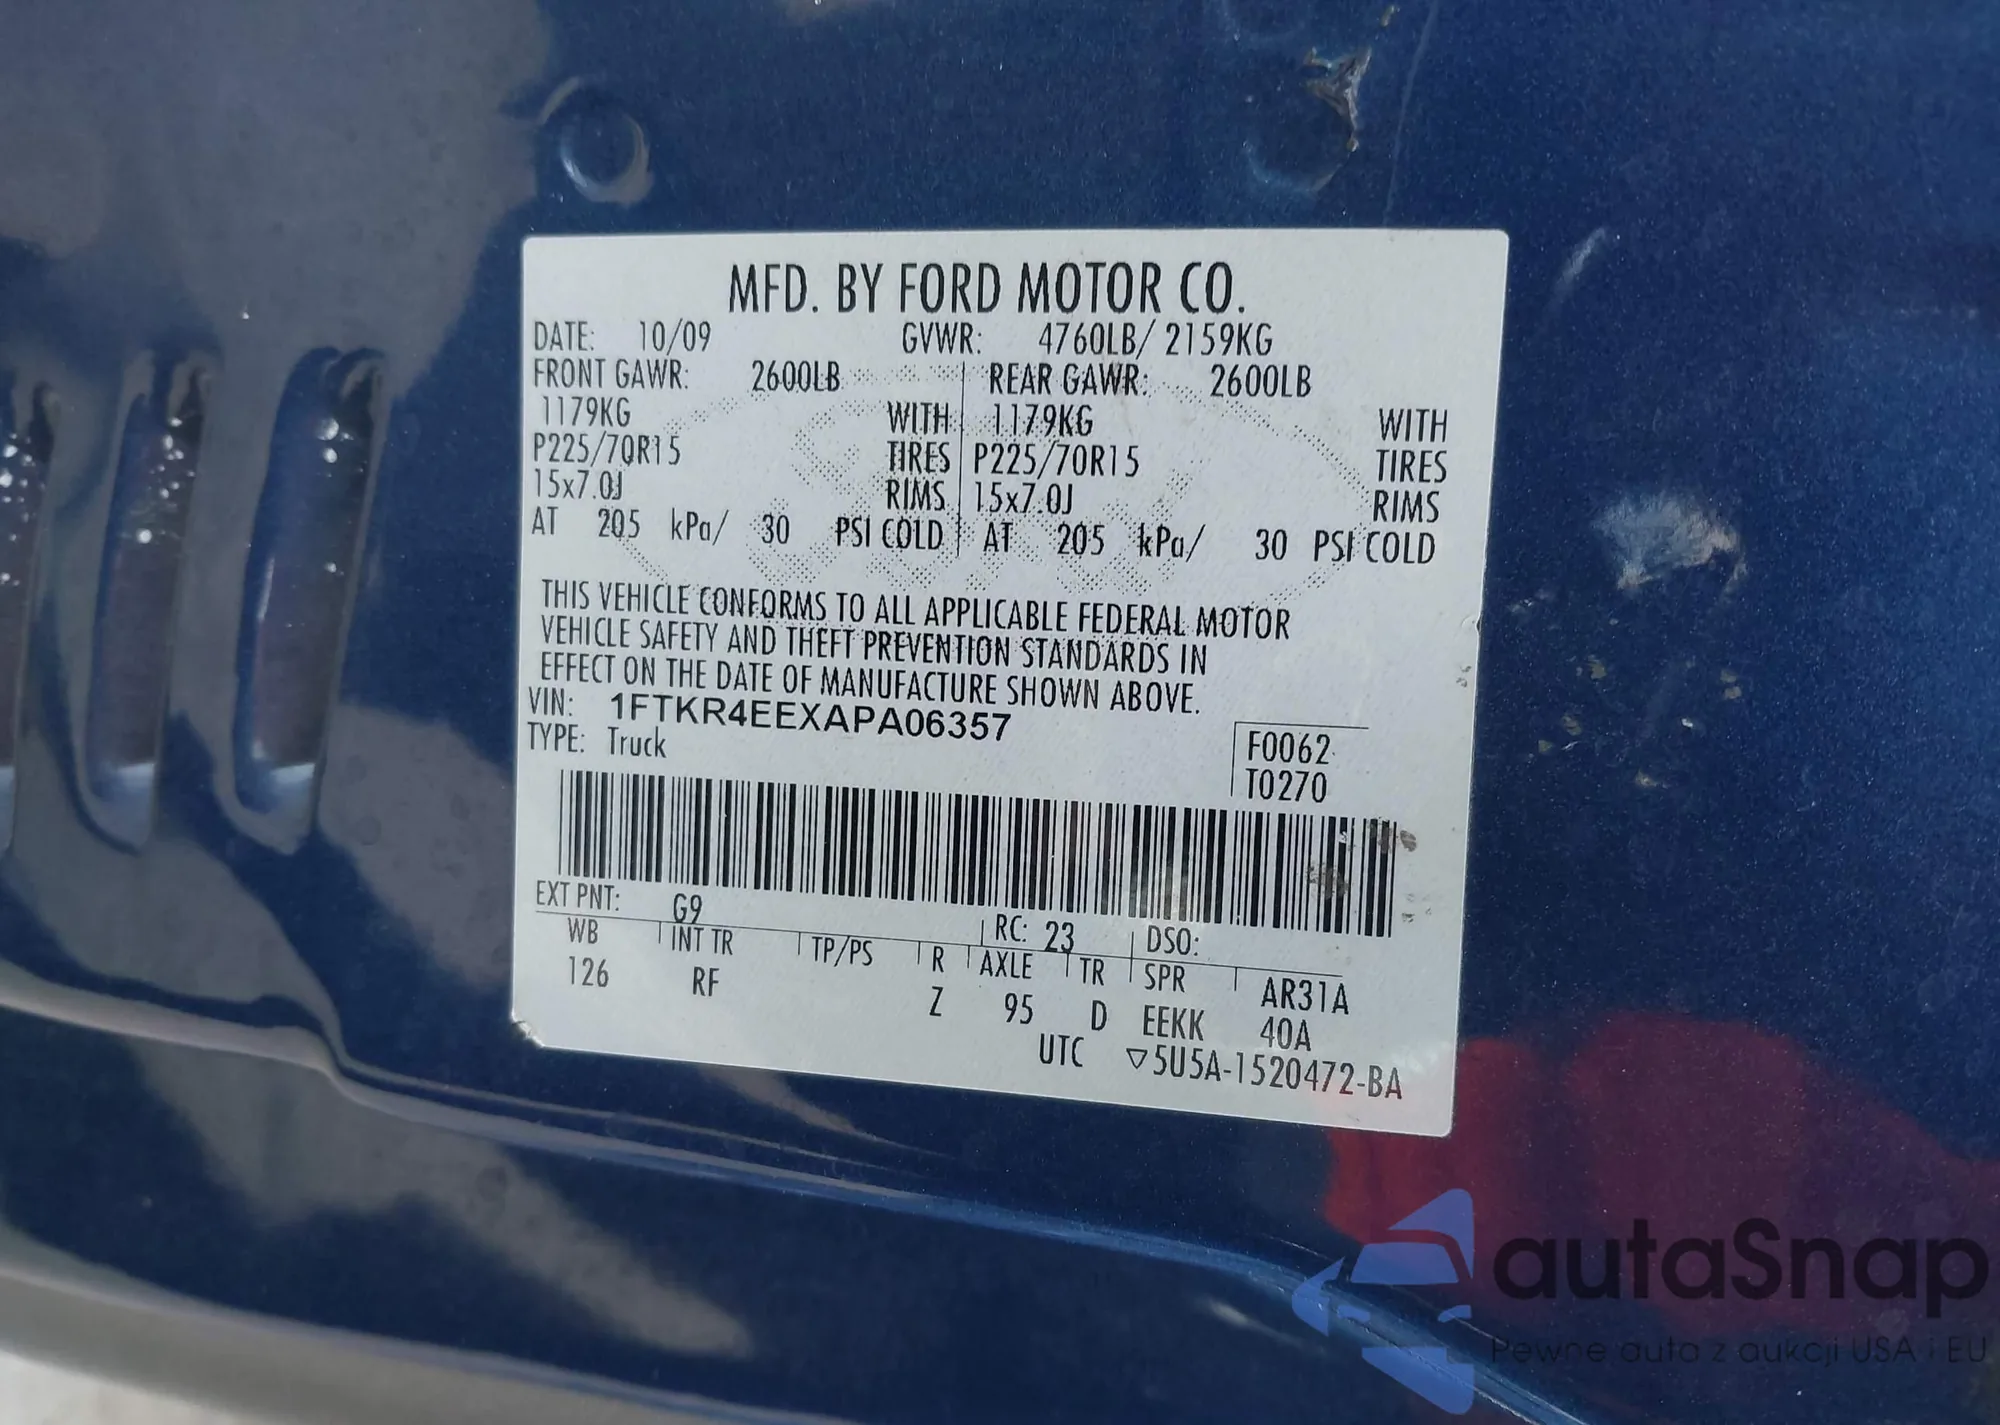 MFD. BY FORD MOTOR CO.
DATE: 10/09 GVWR: 4760LB/ 2159KG
FRONT GAWR: 2600LB REAR GAWR: 2600LB
1179KG WITH 1179KG WITH
P225/70R15 TIRES P225/70R15 TIRES
15x7.0J RIMS 15x7.0J RIMS
AT 205 kPa/ 30 PSI COLD AT 205 kPa/ 30 PSI COLD
THIS VEHICLE CONFORMS TO ALL APPLICABLE FEDERAL MOTOR
VEHICLE SAFETY AND THEFT PREVENTION STANDARDS IN
EFFECT ON THE DATE OF MANUFACTURE SHOWN ABOVE.
VIN: 1FTKR4EEXAPA06357
TYPE: Truck F0062
T0270
EXT PNT: G9 RC: 23 DSO:
WB INT TR TP/PS R AXLE TR SPR AR31A
126 RF Z 95 D EEKK 40A
UTC ▽5U5A-1520472-BA
autaSnap
Pewne auta z aukcji USA i EU